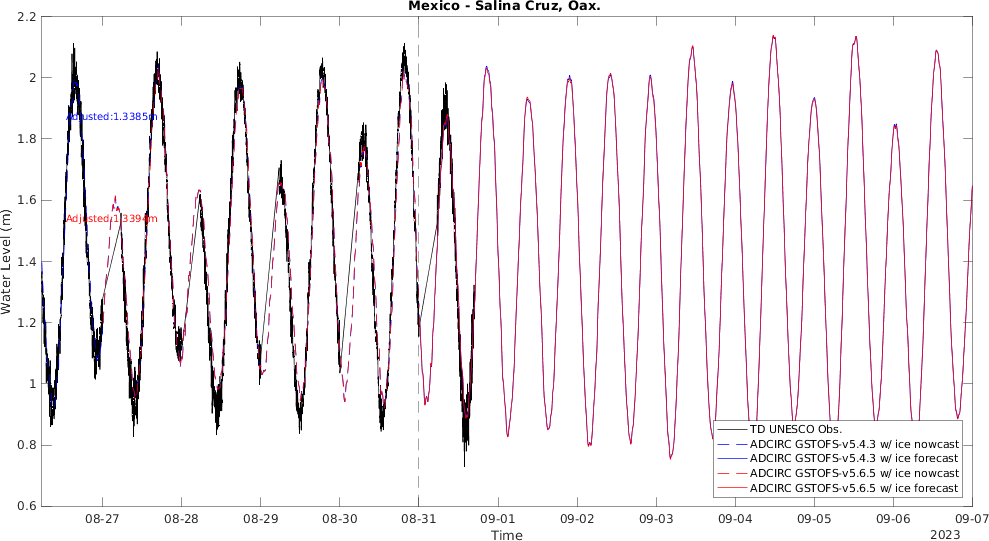 Mexico - Salina Cruz, Oax.
2.2
2
1.8
1.6
1.4
1.2
1
0.8
0.6
Water Level (m)
Adjusted:1.3385m
Adjusted:1.3394m
TD UNESCO Obs.
ADCIRC GSTOFS-v5.4.3 w/ ice nowcast
ADCIRC GSTOFS-v5.4.3 w/ ice forecast
ADCIRC GSTOFS-v5.6.5 w/ ice nowcast
ADCIRC GSTOFS-v5.6.5 w/ ice forecast
08-27 08-28 08-29 08-30 08-31 09-01 09-02 09-03 09-04 09-05 09-06 09-07
Time
2023